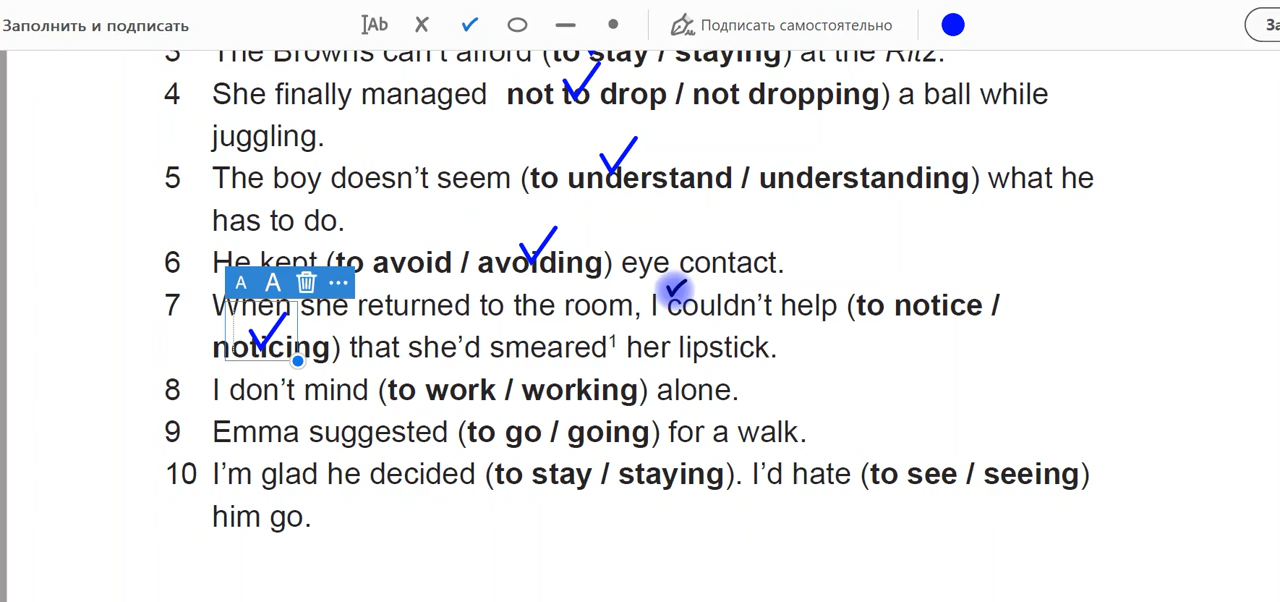 Заполнить и подписать Ab Подписать самостоятельно За
3 The Browns can't afford (to stay / staying) at the Ritz.
4 She finally managed not to drop / not dropping) a ball while
juggling.
5 The boy doesn't seem (to understand / understanding) what he
has to do.
6 He kept (to avoid / avoiding) eye contact.
A A ...
7 When she returned to the room, I couldn't help (to notice /
noticing) that she'd smeared¹ her lipstick.
8 I don't mind (to work / working) alone.
9 Emma suggested (to go / going) for a walk.
10 I'm glad he decided (to stay / staying). I'd hate (to see / seeing)
him go.